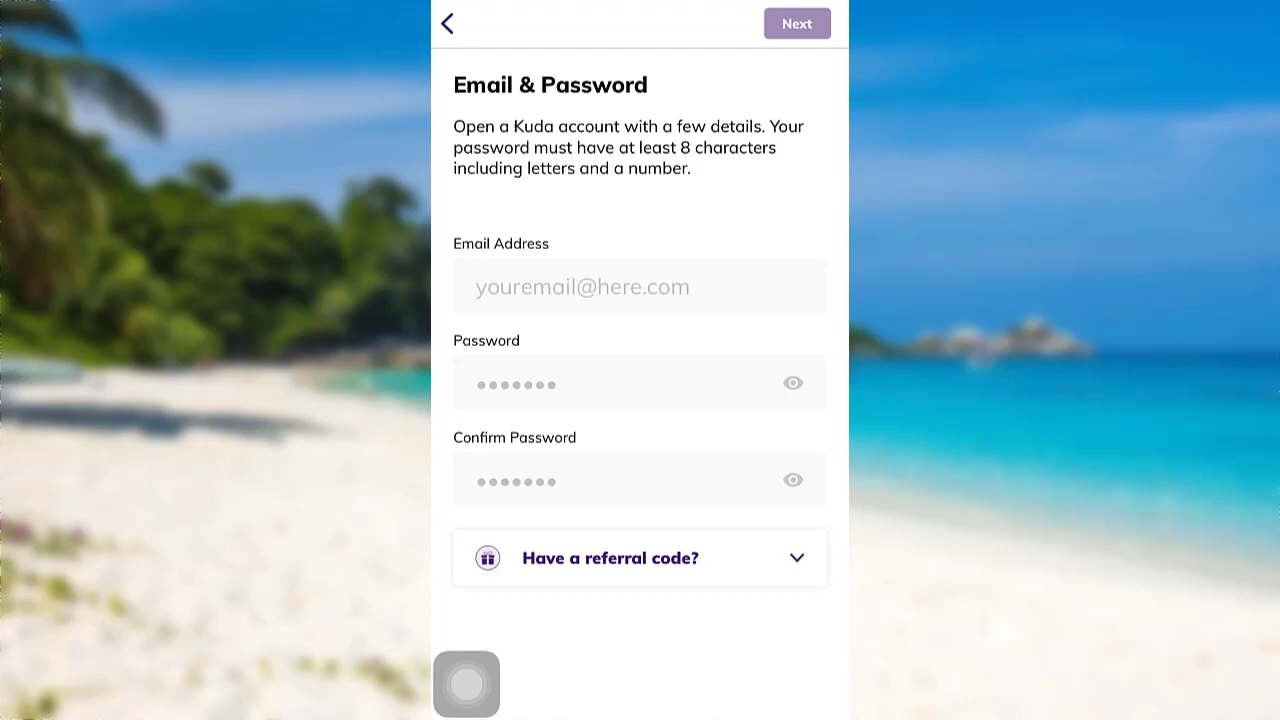 Next
Email & Password
Open a Kuda account with a few details. Your
password must have at least 8 characters
including letters and a number.
Email Address
youremail@here.com
Password
Confirm Password
Have a referral code?